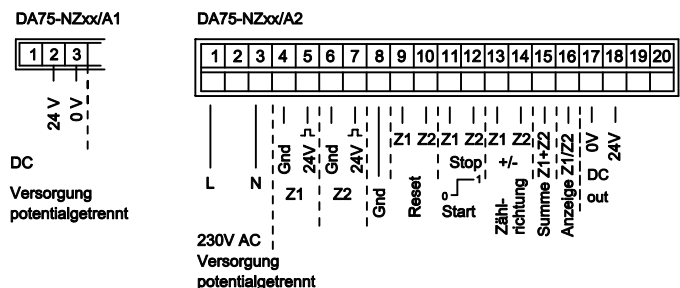 DA75-NZxx/A1
1 2 3
24 V
0 V
DC
Versorgung
potentialgetrennt
DA75-NZxx/A2
1 2 3 4 5 6 7 8 9 10 11 12 13 14 15 16 17 18 19 20
L
N
230V AC
Versorgung
potentialgetrennt
Gnd
24V
Z1
Gnd
24V
Z2
Gnd
Z1 Z2
Reset
Z1 Z2
Stop
0 1
Start
Z1 Z2
+/-
Zähl-
richtung
Summe Z1+Z2
Anzeige Z1/Z2
0V
24V
DC
out